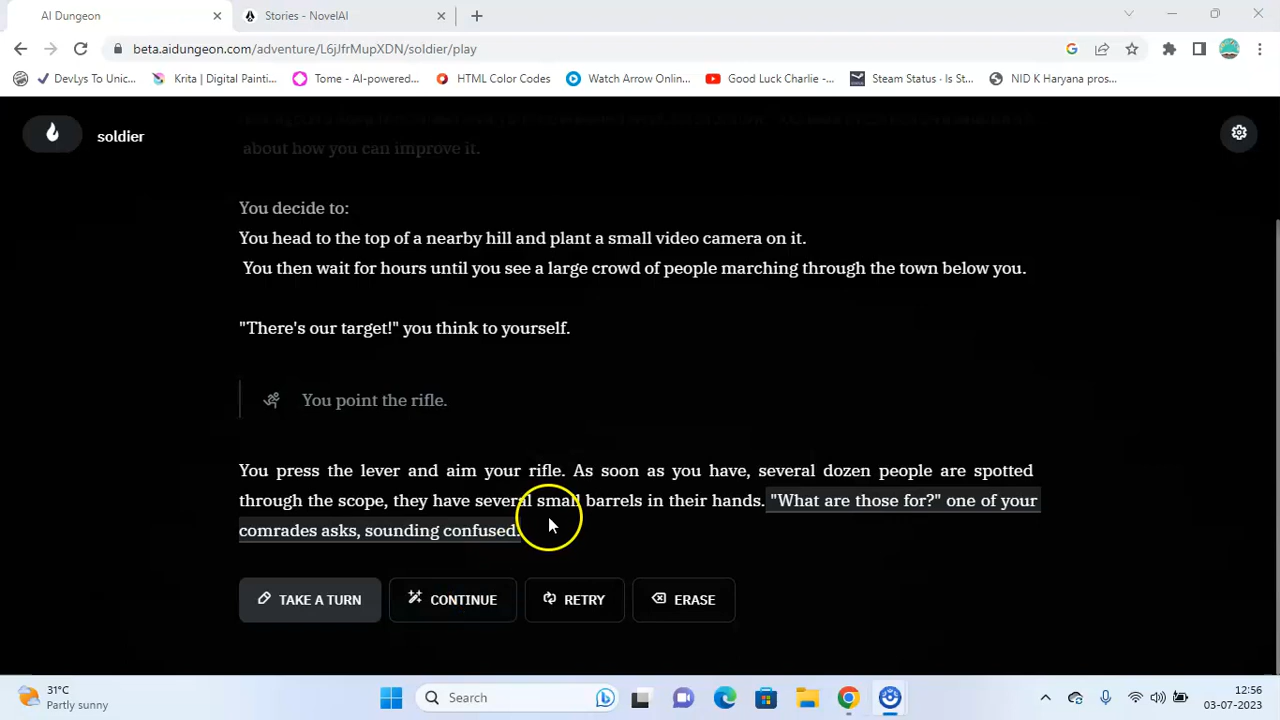 AI Dungeon
Stories - NovelAI
beta.aidungeon.com/adventure/L6JfrMupXDN/soldier/play
DevLys To Unic...
Krita | Digital Painti...
Tome - AI-powered...
HTML Color Codes
Watch Arrow Onlin...
Good Luck Charlie -...
Steam Status · Is St...
NID K Haryana pros...
soldier
about how you can improve it.
You decide to:
You head to the top of a nearby hill and plant a small video camera on it.
You then wait for hours until you see a large crowd of people marching through the town below you.
"There's our target!" you think to yourself.
You point the rifle.
You press the lever and aim your rifle. As soon as you have, several dozen people are spotted
through the scope, they have several small barrels in their hands. "What are those for?" one of your
comrades asks, sounding confused.
TAKE A TURN
CONTINUE
RETRY
ERASE
31°C
Partly sunny
Search
12:56
03-07-2023